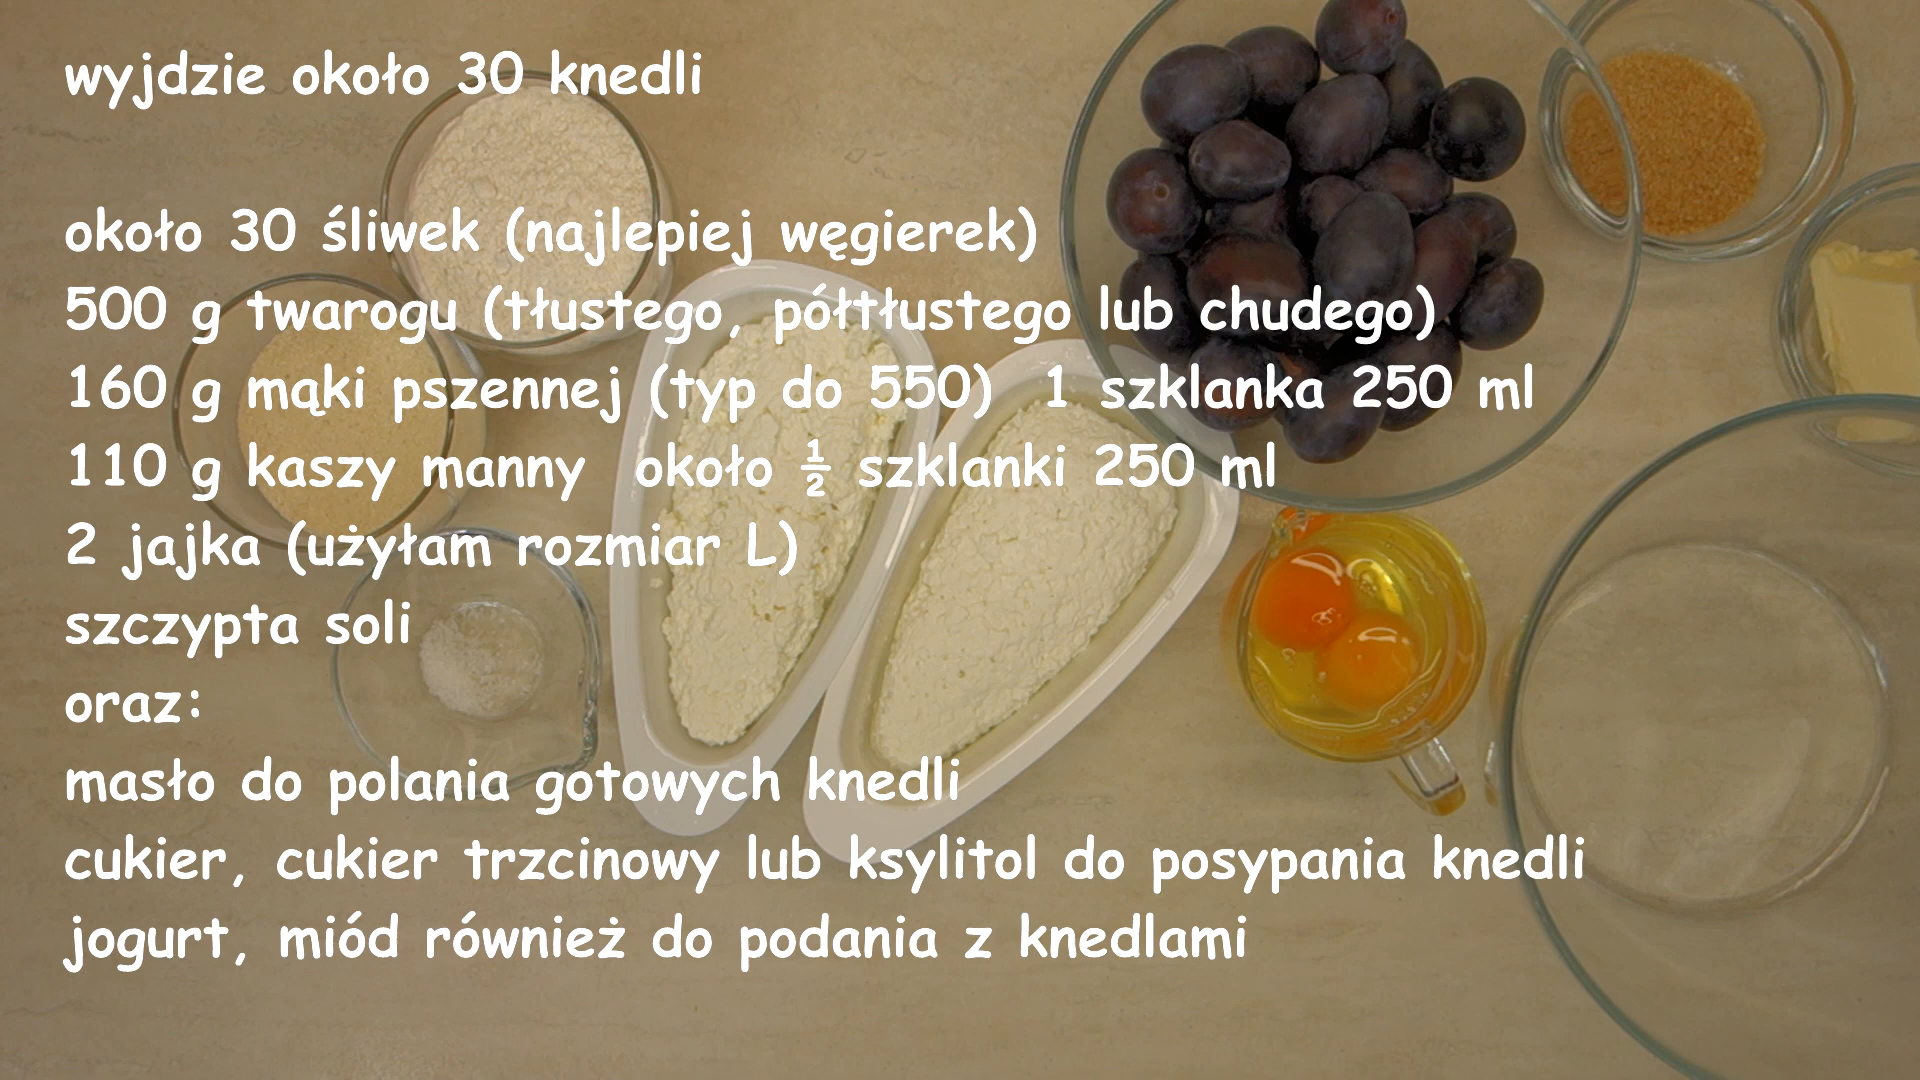 wyjdzie około 30 knedli
około 30 śliwek (najlepiej węgierek)
500 g twarogu (tłustego, półtłustego lub chudego)
160 g mąki pszennej (typ do 550) 1 szklanka 250 ml
110 g kaszy manny około ½ szklanki 250 ml
2 jajka (użyłam rozmiar L)
szczypta soli
oraz:
masło do polania gotowych knedli
cukier, cukier trzcinowy lub ksylitol do posypania knedli
jogurt, miód również do podania z knedlami